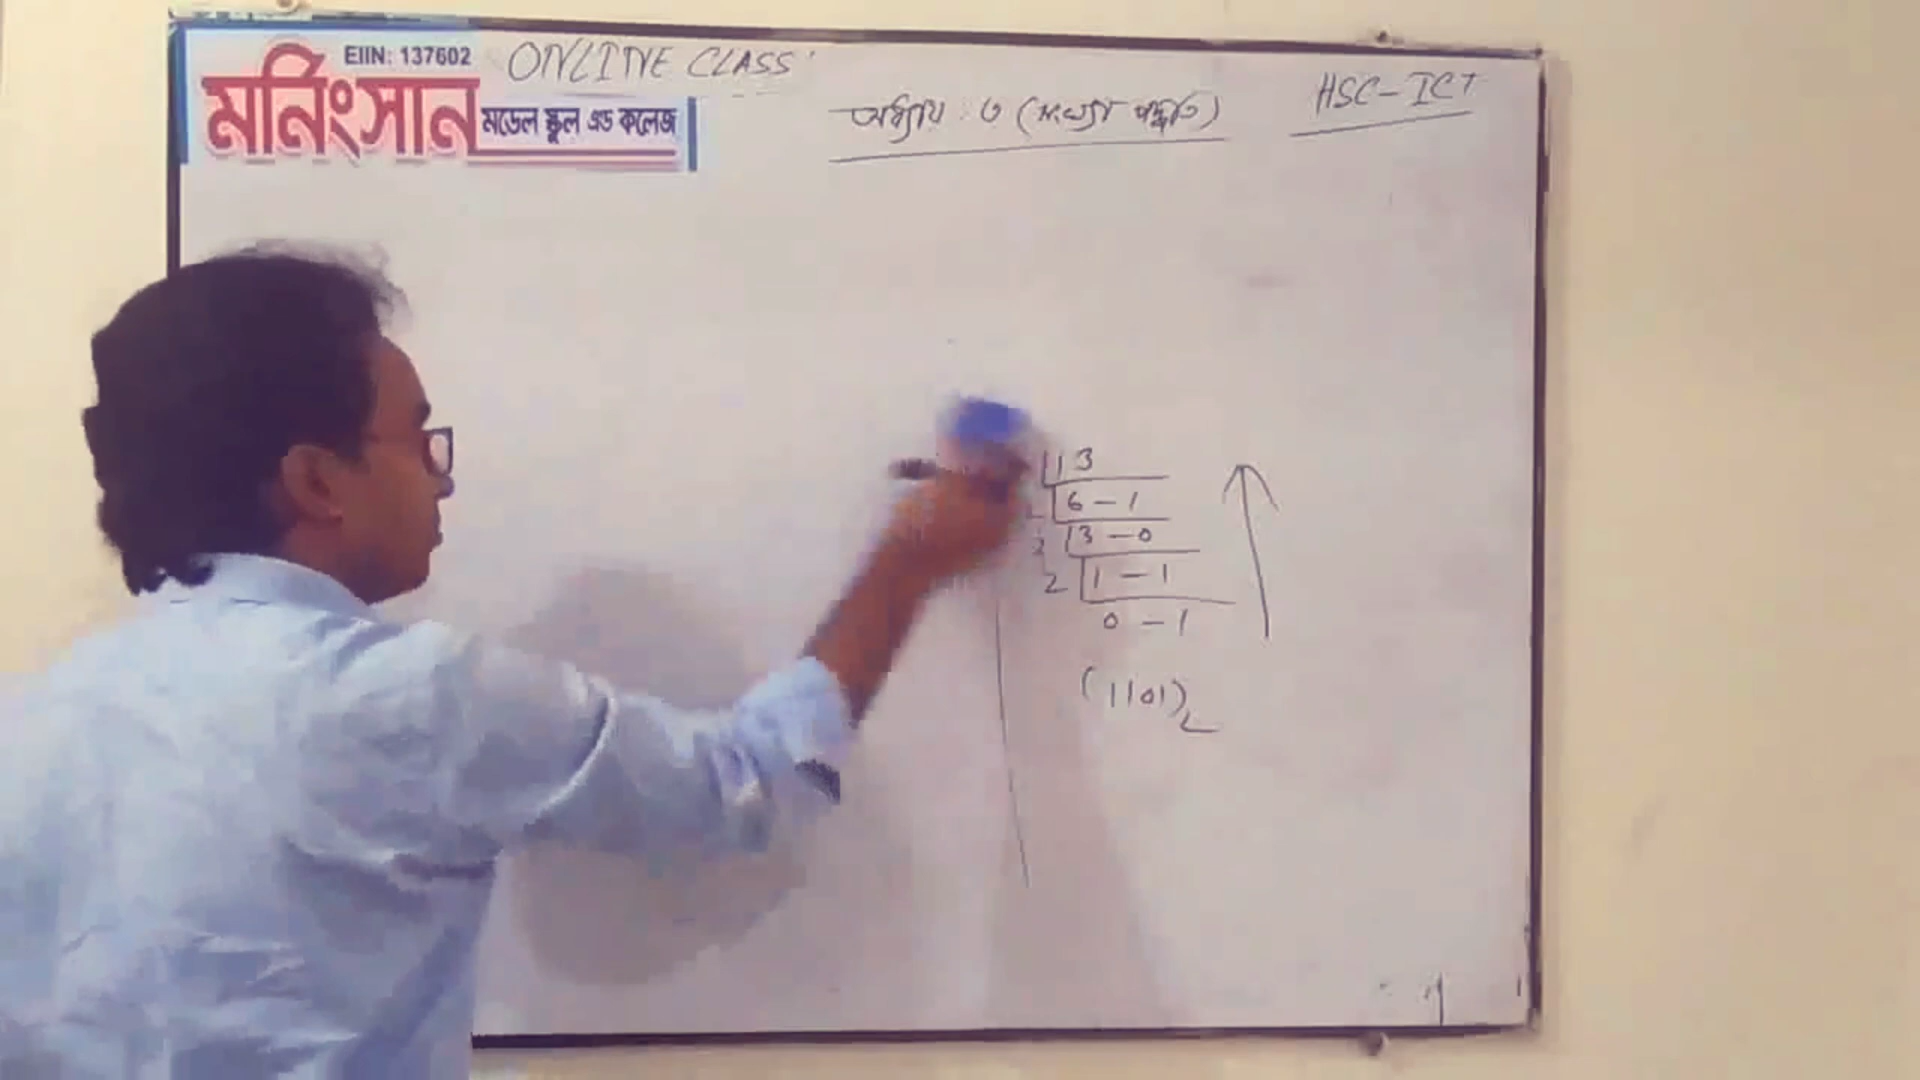 EIIN: 137602
মর্নিংসান মডেল স্কুল এন্ড কলেজ
ONLINE CLASS
অধ্যায় : ৩ (সংখ্যা পদ্ধতি)
HSC-ICT
13
6 - 1
2 3 - 0
2 1 - 1
0 - 1
(1101)2